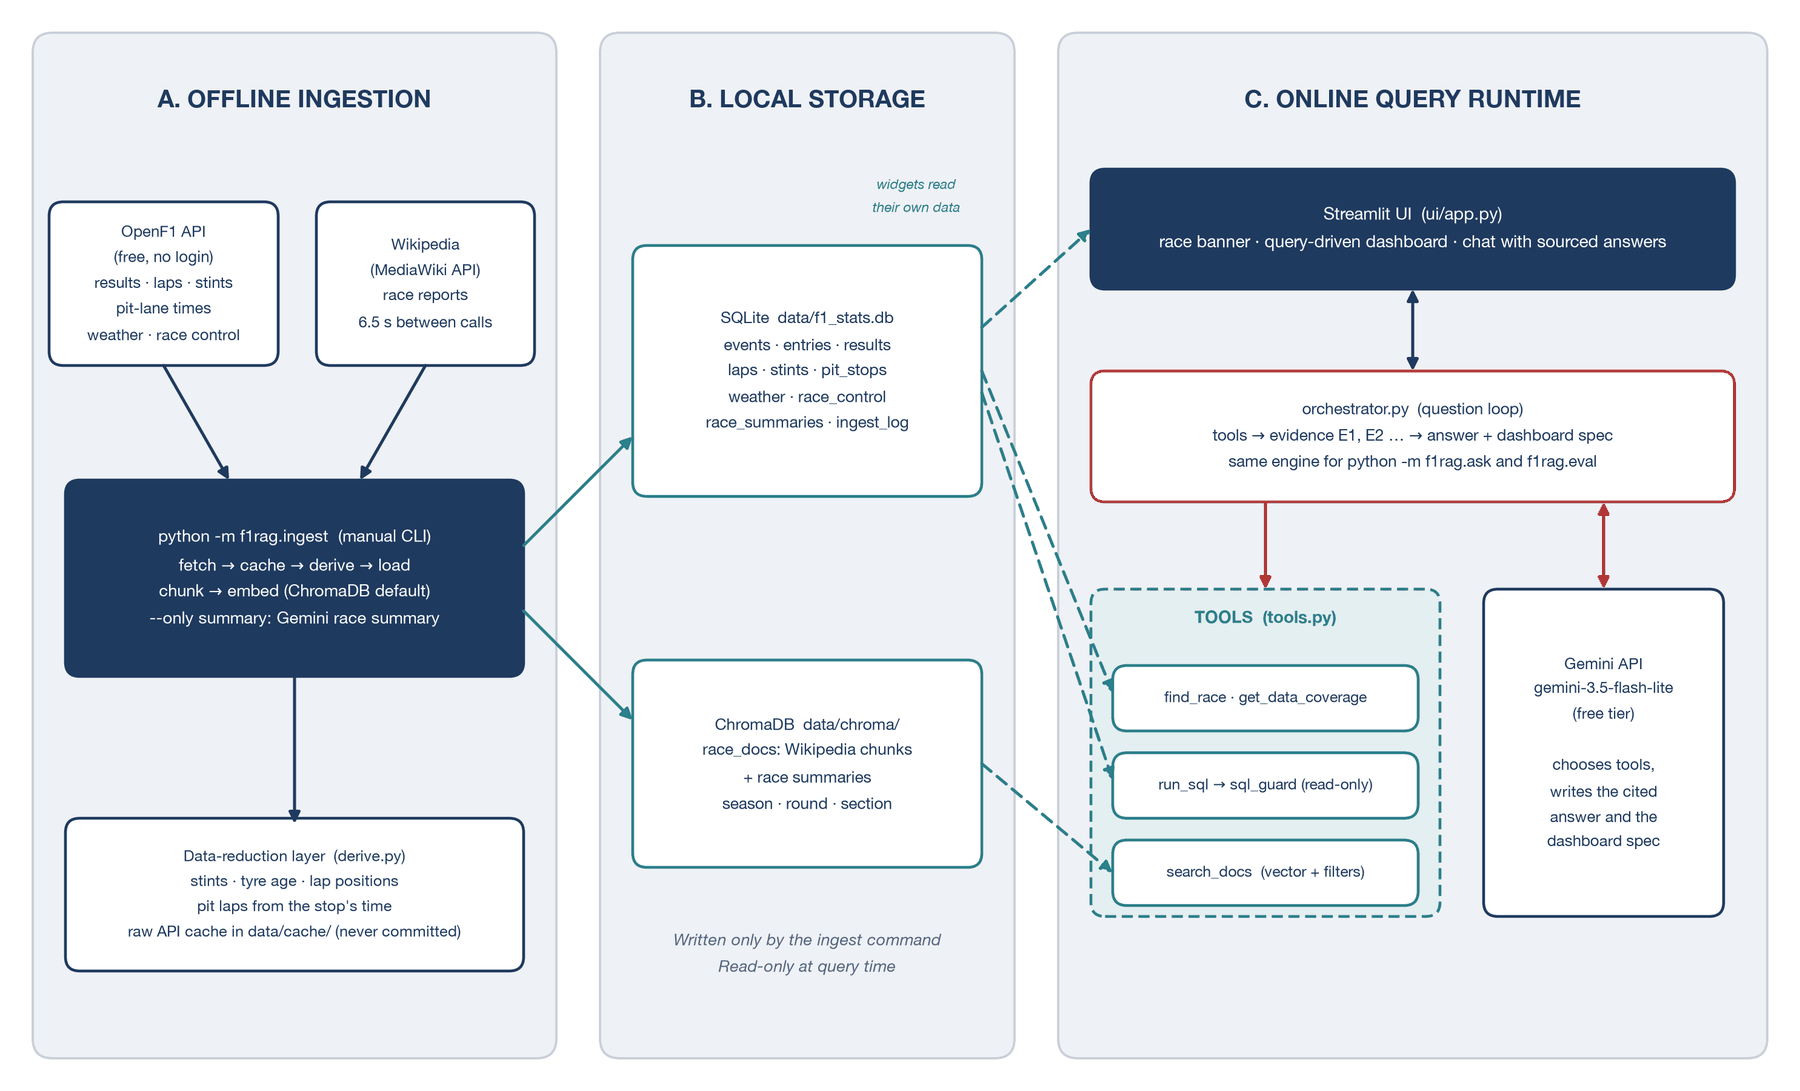 A. OFFLINE INGESTION
OpenF1 API
(free, no login)
results · laps · stints
pit-lane times
weather · race control
Wikipedia
(MediaWiki API)
race reports
6.5 s between calls
python -m f1rag.ingest (manual CLI)
fetch → cache → derive → load
chunk → embed (ChromaDB default)
--only summary: Gemini race summary
Data-reduction layer (derive.py)
stints · tyre age · lap positions
pit laps from the stop's time
raw API cache in data/cache/ (never committed)
B. LOCAL STORAGE
widgets read
their own data
SQLite data/f1_stats.db
events · entries · results
laps · stints · pit_stops
weather · race_control
race_summaries · ingest_log
ChromaDB data/chroma/
race_docs: Wikipedia chunks
+ race summaries
season · round · section
Written only by the ingest command
Read-only at query time
C. ONLINE QUERY RUNTIME
Streamlit UI (ui/app.py)
race banner · query-driven dashboard · chat with sourced answers
orchestrator.py (question loop)
tools → evidence E1, E2 … → answer + dashboard spec
same engine for python -m f1rag.ask and f1rag.eval
TOOLS (tools.py)
find_race · get_data_coverage
run_sql → sql_guard (read-only)
search_docs (vector + filters)
Gemini API
gemini-3.5-flash-lite
(free tier)
chooses tools,
writes the cited
answer and the
dashboard spec